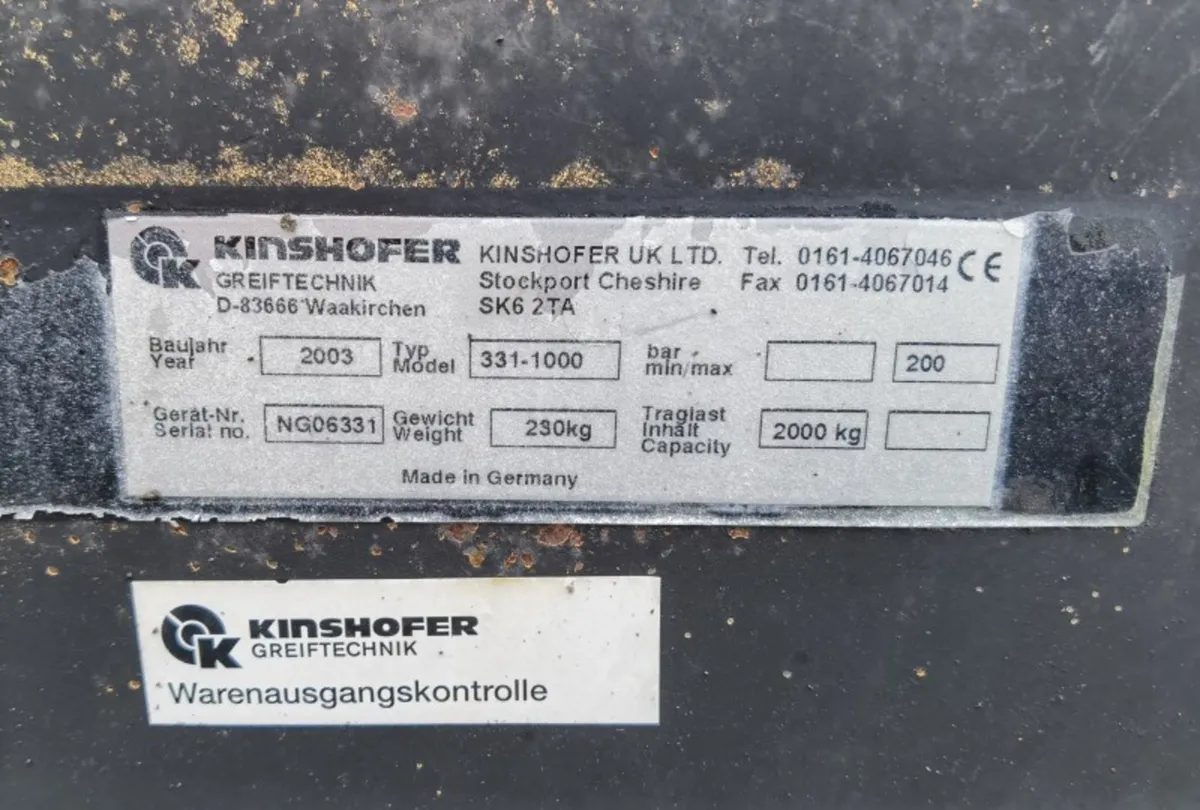 KINSHOFER
GREIFTECHNIK
D-83666 Waakirchen
KINSHOFER UK LTD.
Stockport Cheshire
SK6 2TA
Tel. 0161-4067046
Fax 0161-4067014
CE
Baujahr
Year
2003
Typ
Model
331-1000
bar
min/max
200
Gerät-Nr.
Serial no.
NG06331
Gewicht
Weight
230kg
Traglast
Inhalt
Capacity
2000 kg
Made in Germany
K
KINSHOFER
GREIFTECHNIK
Warenausgangskontrolle